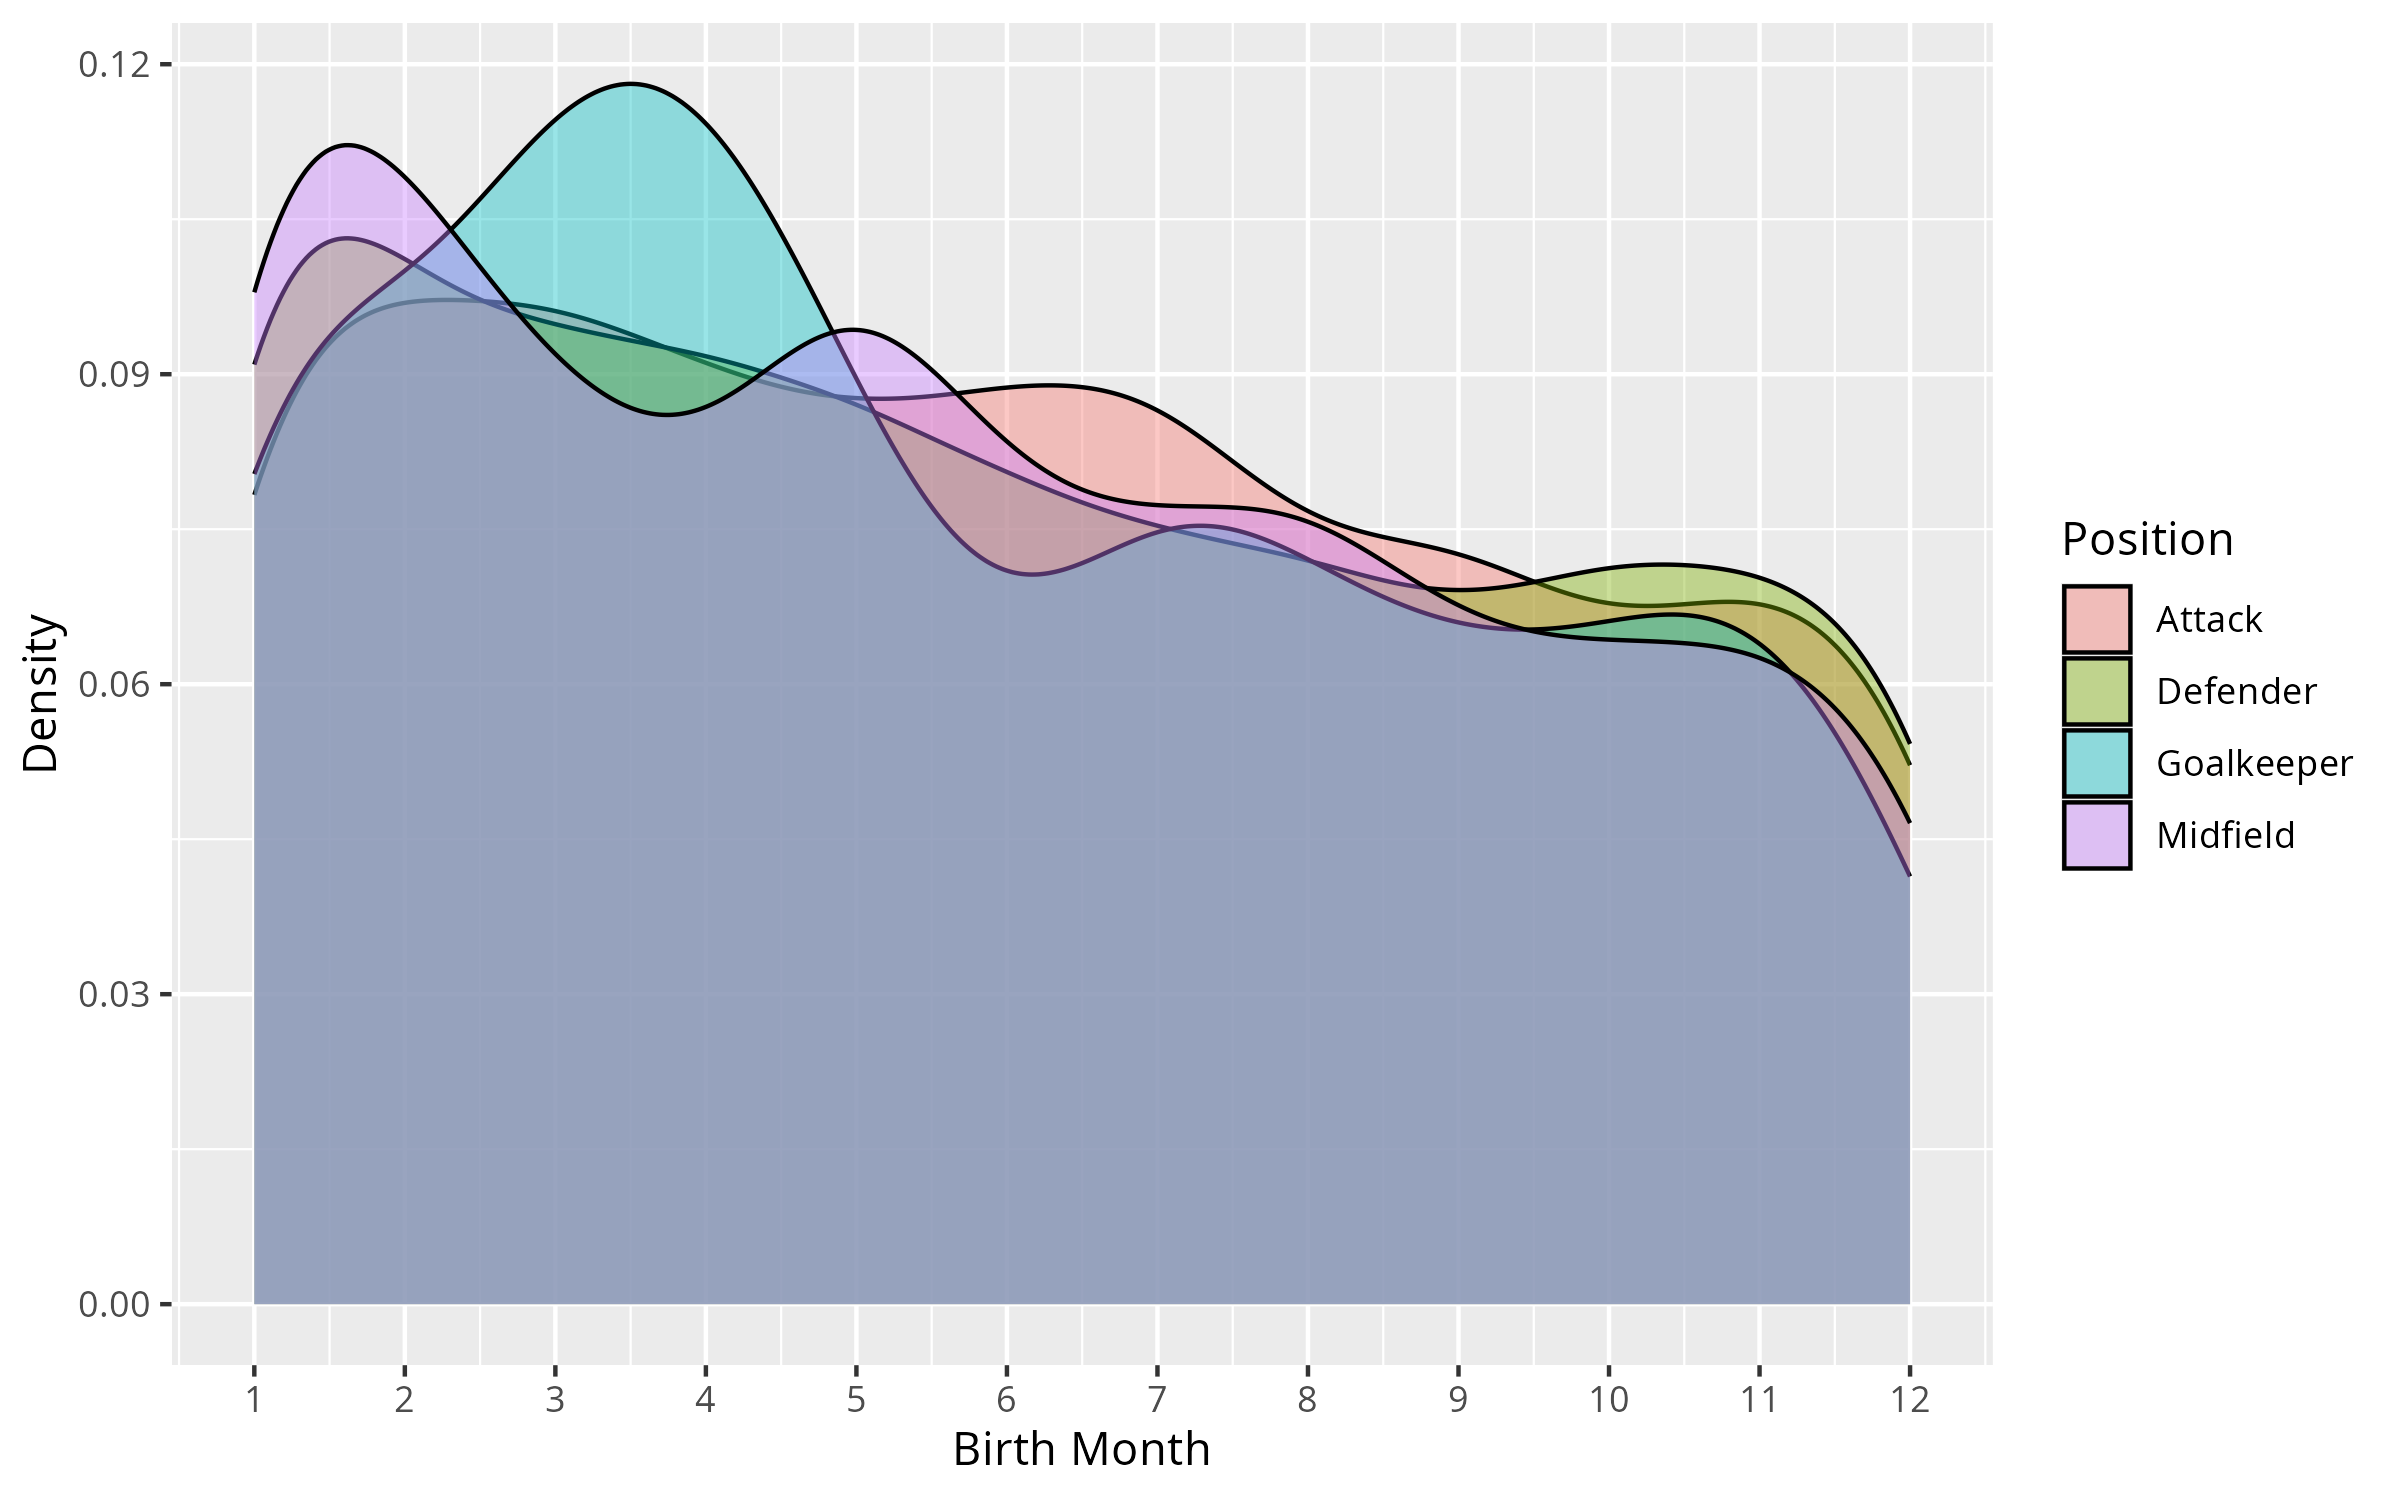 0.12
0.09
0.06
0.03
0.00
Density
1 2 3 4 5 6 7 8 9 10 11 12
Birth Month
Position
Attack
Defender
Goalkeeper
Midfield